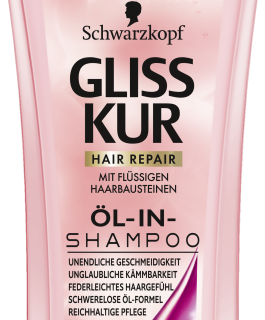 Schwarzkopf
GLISS
KUR
HAIR REPAIR
MIT FLÜSSIGEN
HAARBAUSTEINEN
ÖL-IN-
SHAMPOO
UNENDLICHE GESCHMEIDIGKEIT
UNGLAUBLICHE KÄMMBARKEIT
FEDERLEICHTES HAARGEFÜHL
SCHWERELOSE ÖL-FORMEL
REICHHALTIGE PFLEGE